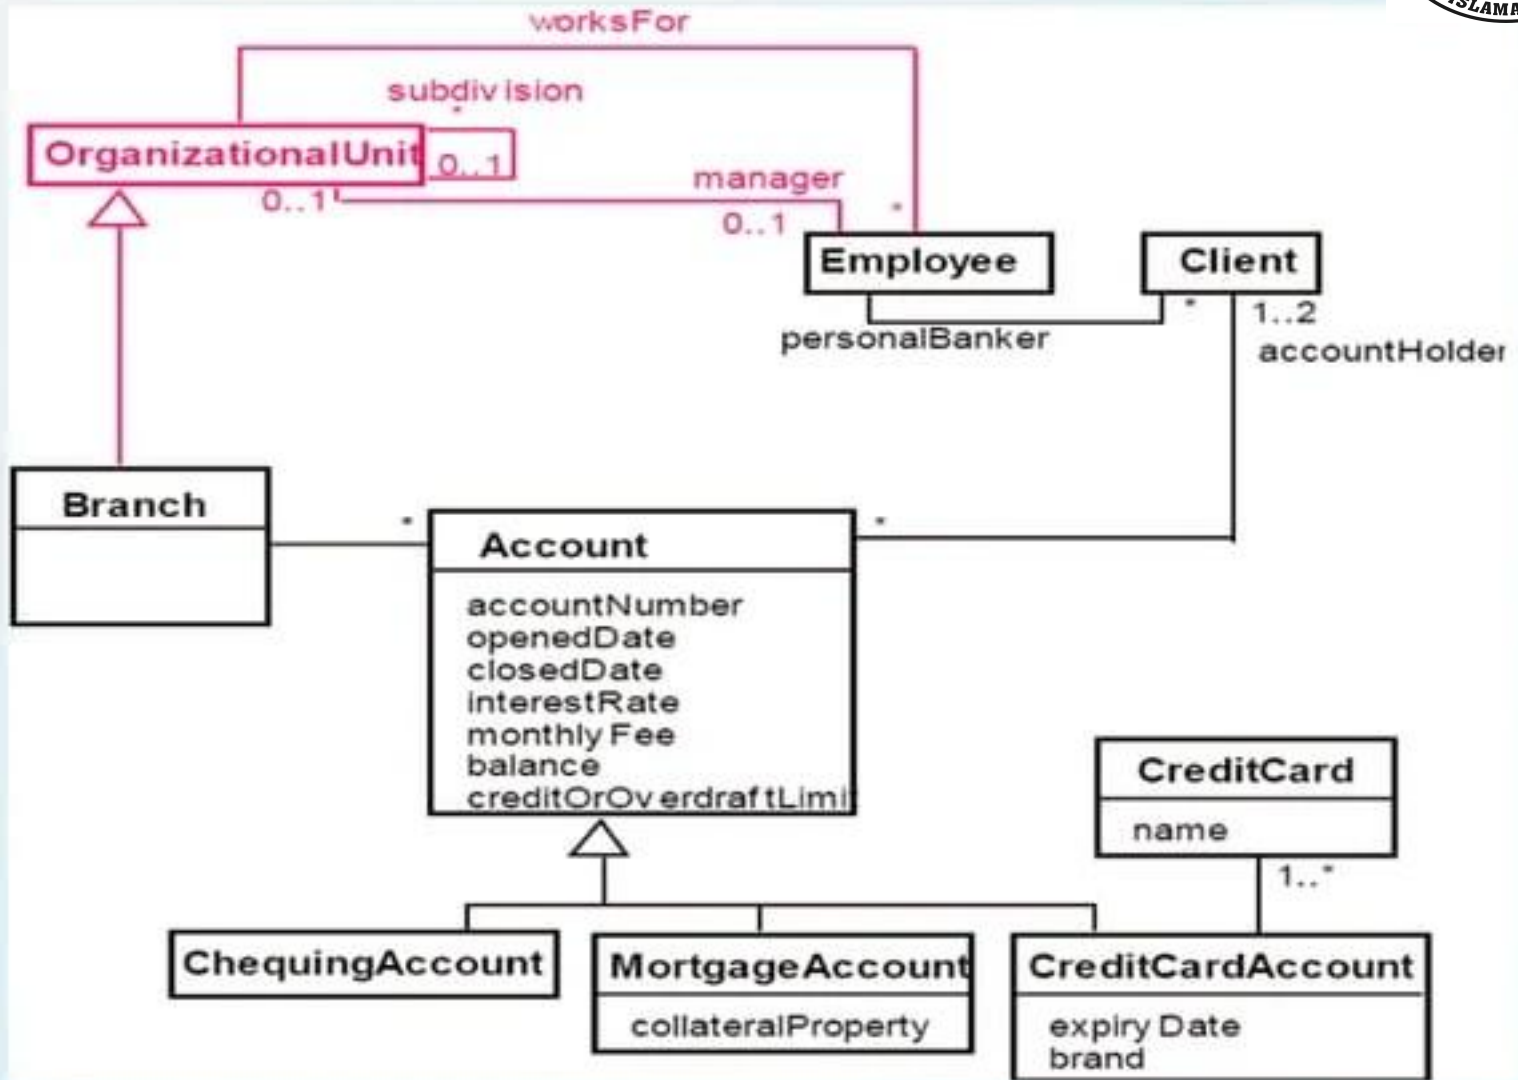 ISLAMA
worksFor
subdivision
*
OrganizationalUnit
0..1
manager
0..1
0..1
*
Employee
Client
*
1..2
personalBanker
accountHolder
Branch
*
Account
*
accountNumber
openedDate
closedDate
interestRate
monthlyFee
balance
creditOrOverdraftLimi
CreditCard
name
1..*
ChequingAccount
MortgageAccount
CreditCardAccount
collateralProperty
expiryDate
brand